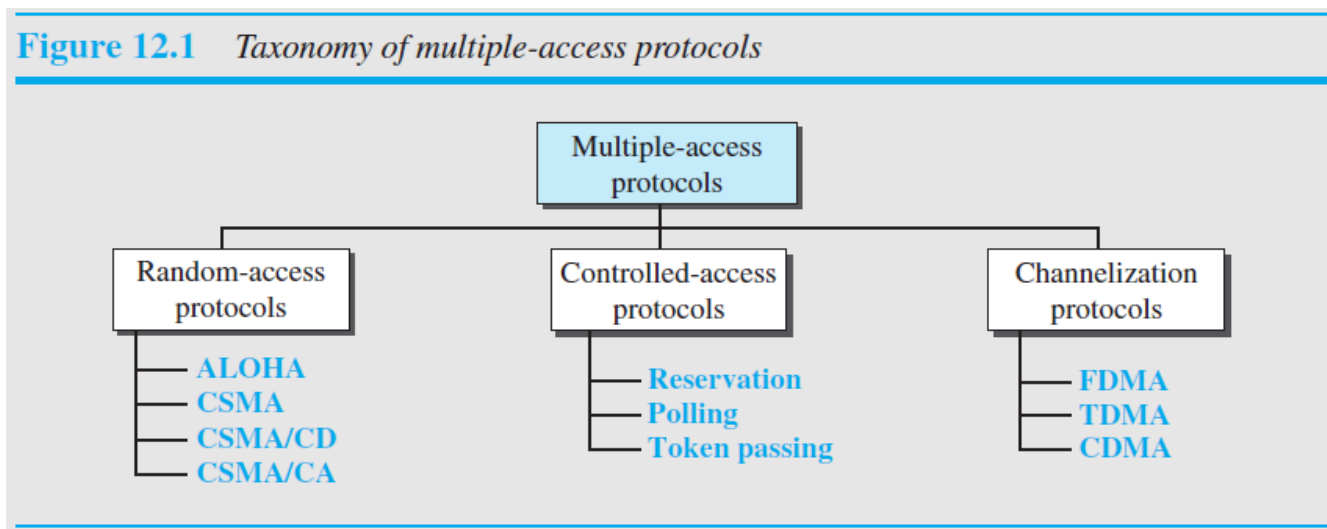 Figure 12.1 Taxonomy of multiple-access protocols
Multiple-access
protocols
Random-access
protocols
ALOHA
CSMA
CSMA/CD
CSMA/CA
Controlled-access
protocols
Reservation
Polling
Token passing
Channelization
protocols
FDMA
TDMA
CDMA